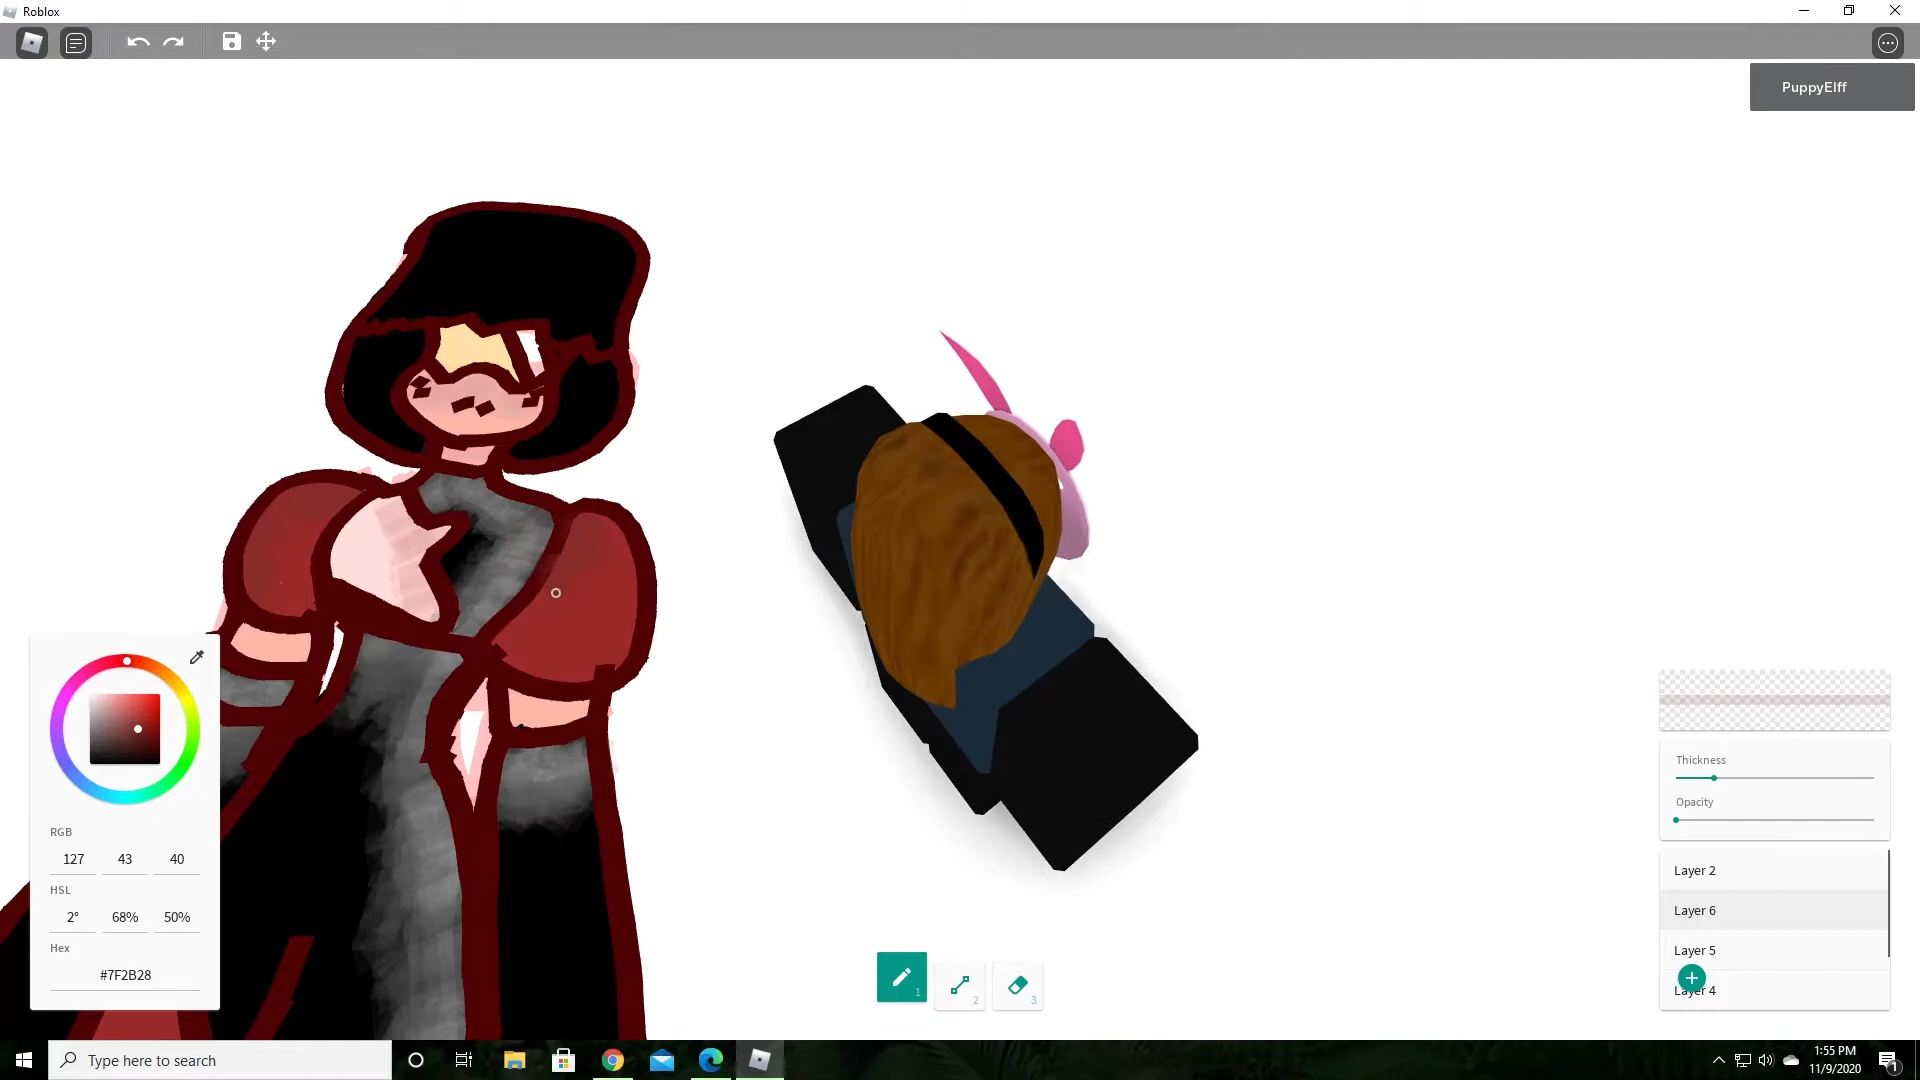 Roblox
PuppyElff
RGB
127 43 40
HSL
2° 68% 50%
Hex
#7F2B28
1
2
3
Thickness
Opacity
Layer 2
Layer 6
Layer 5
Layer 4
Type here to search
1:55 PM
11/9/2020
1